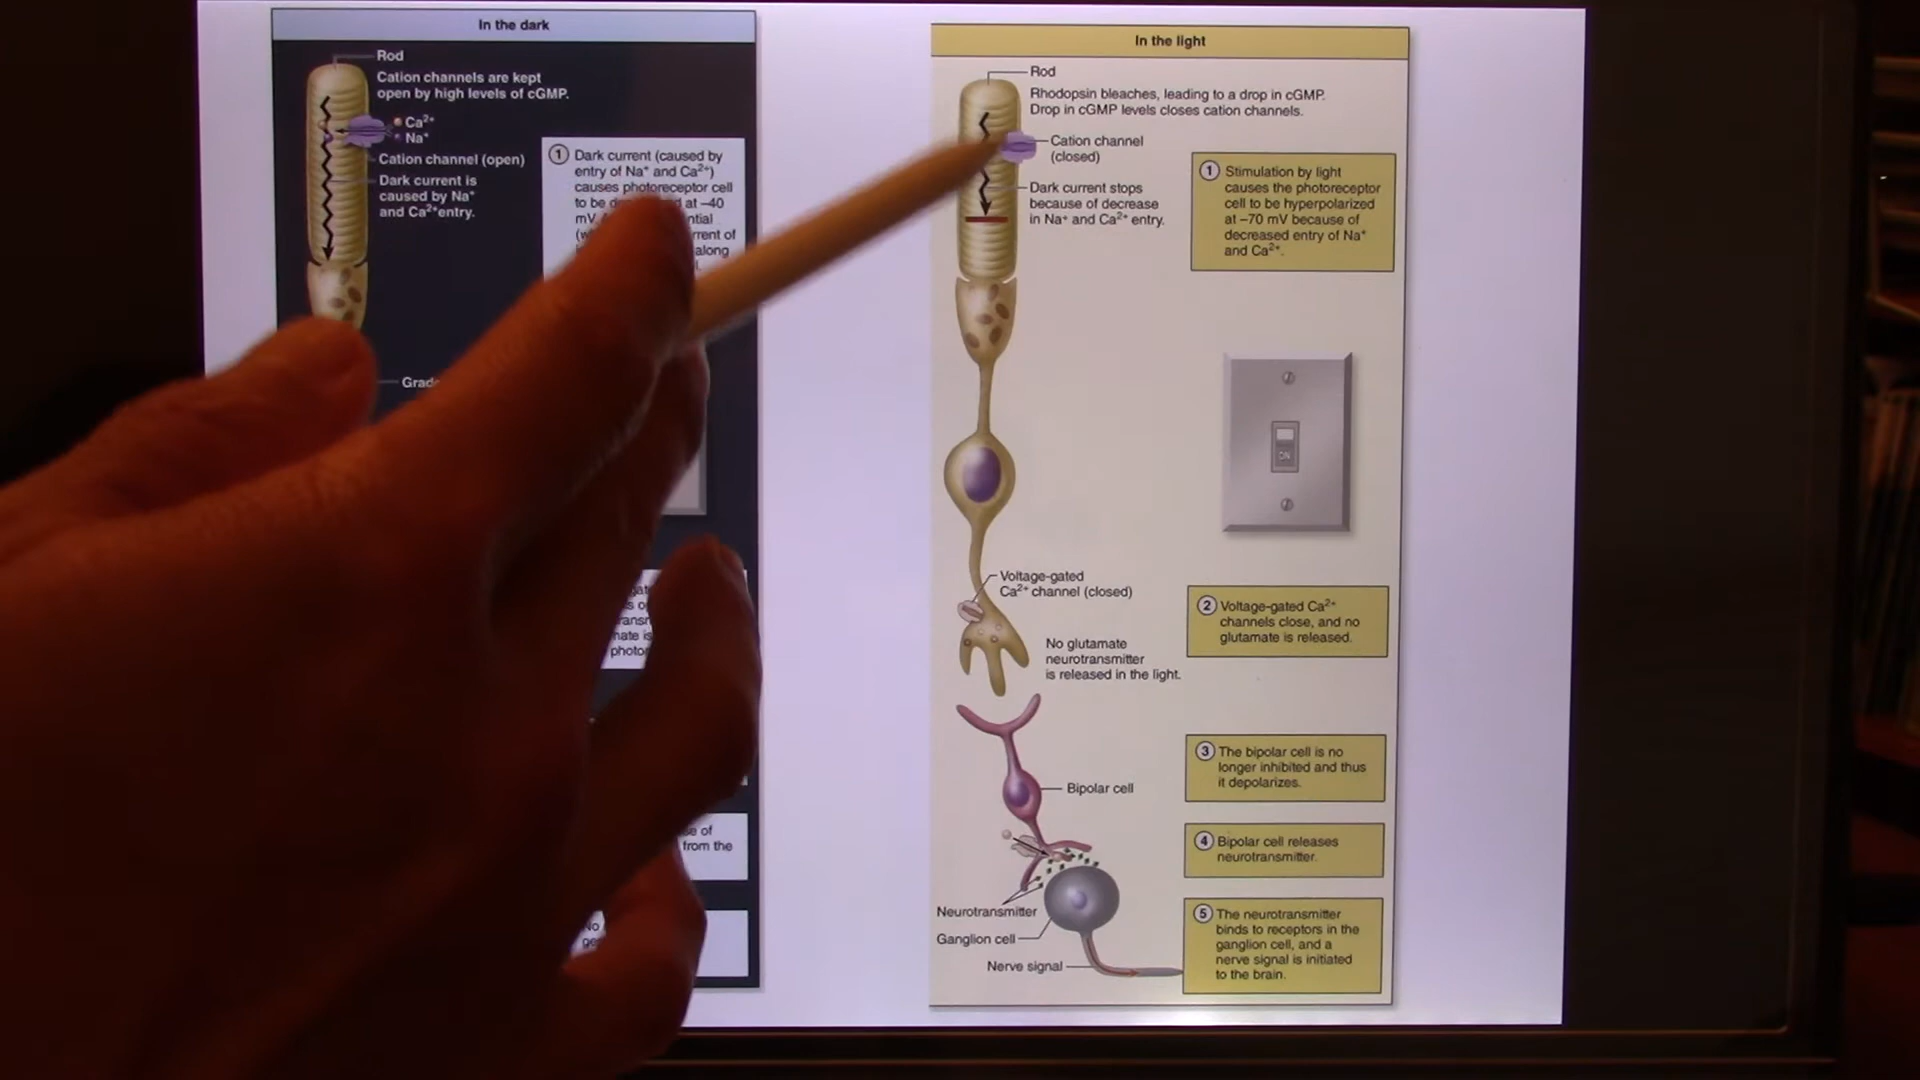 In the dark
Rod
Cation channels are kept
open by high levels of cGMP.
Ca²⁺
Na⁺
Cation channel (open)
Dark current is
caused by Na⁺
and Ca²⁺entry.
1 Dark current (caused by
entry of Na⁺ and Ca²⁺)
causes photoreceptor cell
to be at –40
mV.
along
from the
In the light
Rod
Rhodopsin bleaches, leading to a drop in cGMP.
Drop in cGMP levels closes cation channels.
Cation channel
(closed)
Dark current stops
because of decrease
in Na⁺ and Ca²⁺ entry.
1 Stimulation by light
causes the photoreceptor
cell to be hyperpolarized
at –70 mV because of
decreased entry of Na⁺
and Ca²⁺.
ON
Voltage-gated
Ca²⁺ channel (closed)
No glutamate
neurotransmitter
is released in the light.
2 Voltage-gated Ca²⁺
channels close, and no
glutamate is released.
Bipolar cell
3 The bipolar cell is no
longer inhibited and thus
it depolarizes.
4 Bipolar cell releases
neurotransmitter.
Neurotransmitter
Ganglion cell
Nerve signal
5 The neurotransmitter
binds to receptors in the
ganglion cell, and a
nerve signal is initiated
to the brain.